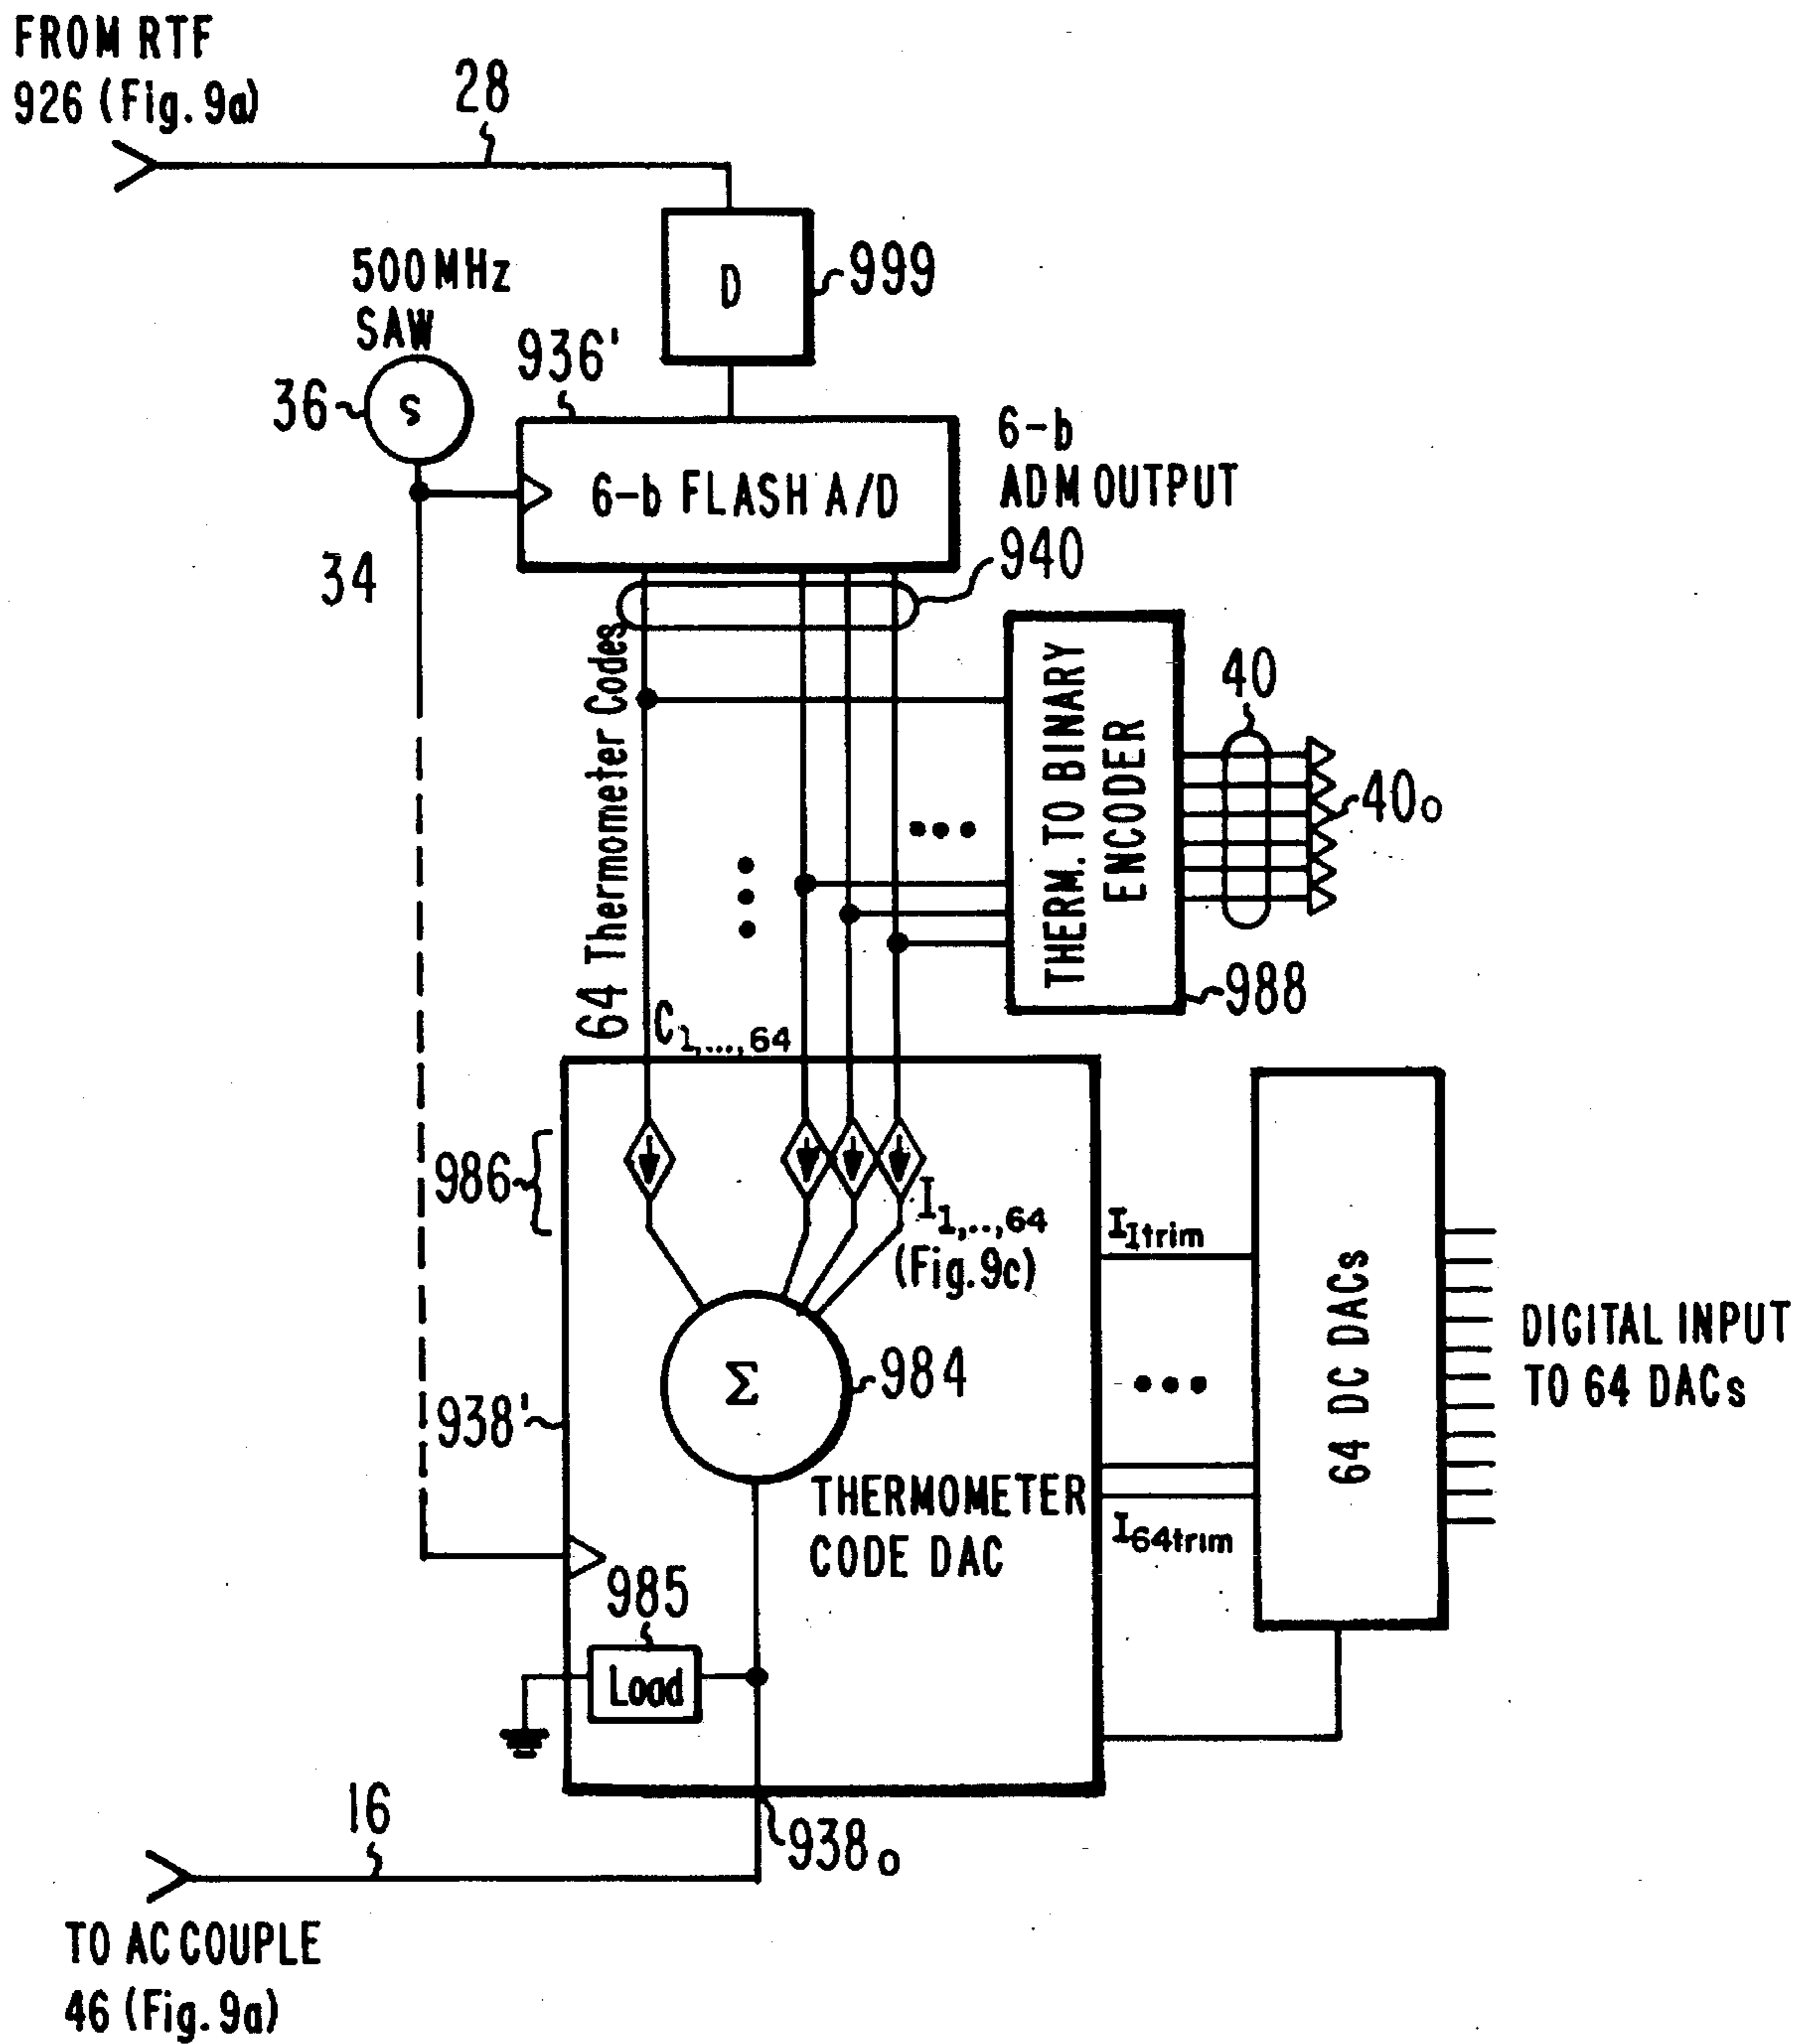 FROM RTF
926 (Fig. 9a)
28
D
999
500MHz
SAW
36
S
936'
6-b FLASH A/D
6-b
ADM OUTPUT
940
34
64 Thermometer Codes
C1,...,64
THERM. TO BINARY
ENCODER
40
40o
988
986
I1,..,64
(Fig.9c)
IItrim
Σ
984
938'
THERMOMETER
CODE DAC
64 DC DACs
DIGITAL INPUT
TO 64 DACs
I64trim
985
Load
16
938o
TO AC COUPLE
46 (Fig. 9a)